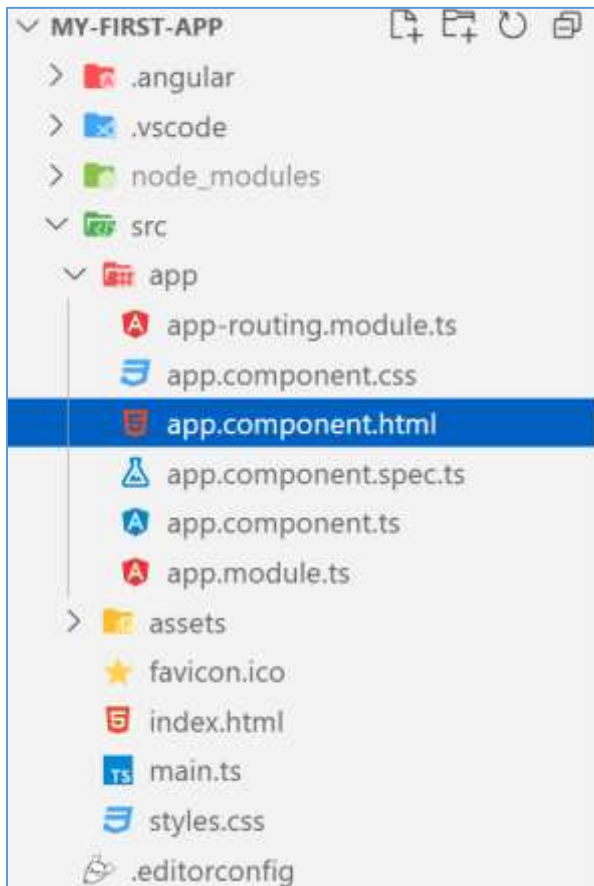 MY-FIRST-APP
.angular
.vscode
node_modules
src
app
app-routing.module.ts
app.component.css
app.component.html
app.component.spec.ts
app.component.ts
app.module.ts
assets
favicon.ico
index.html
TS main.ts
styles.css
.editorconfig